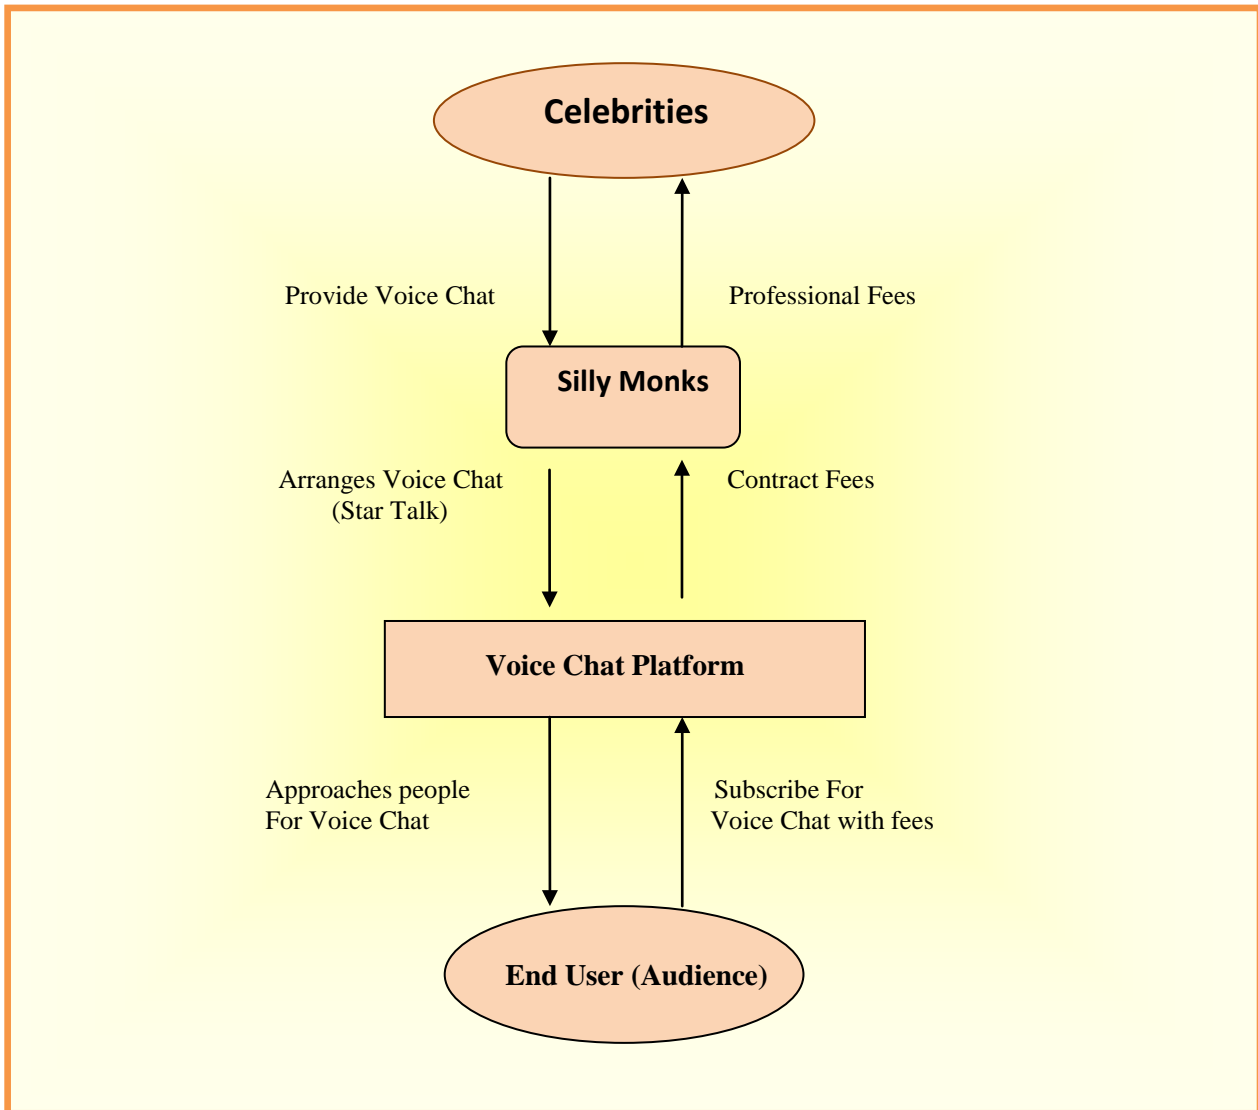 Celebrities
Provide Voice Chat
Professional Fees
Silly Monks
Arranges Voice Chat
(Star Talk)
Contract Fees
Voice Chat Platform
Approaches people
For Voice Chat
Subscribe For
Voice Chat with fees
End User (Audience)